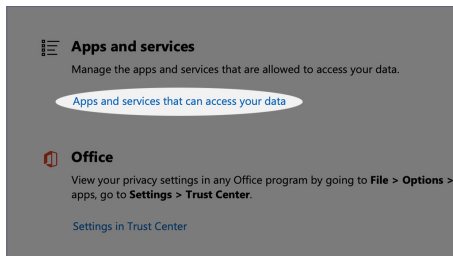 Apps and services
Manage the apps and services that are allowed to access your data.
Apps and services that can access your data
Office
View your privacy settings in any Office program by going to File > Options >
apps, go to Settings > Trust Center.
Settings in Trust Center